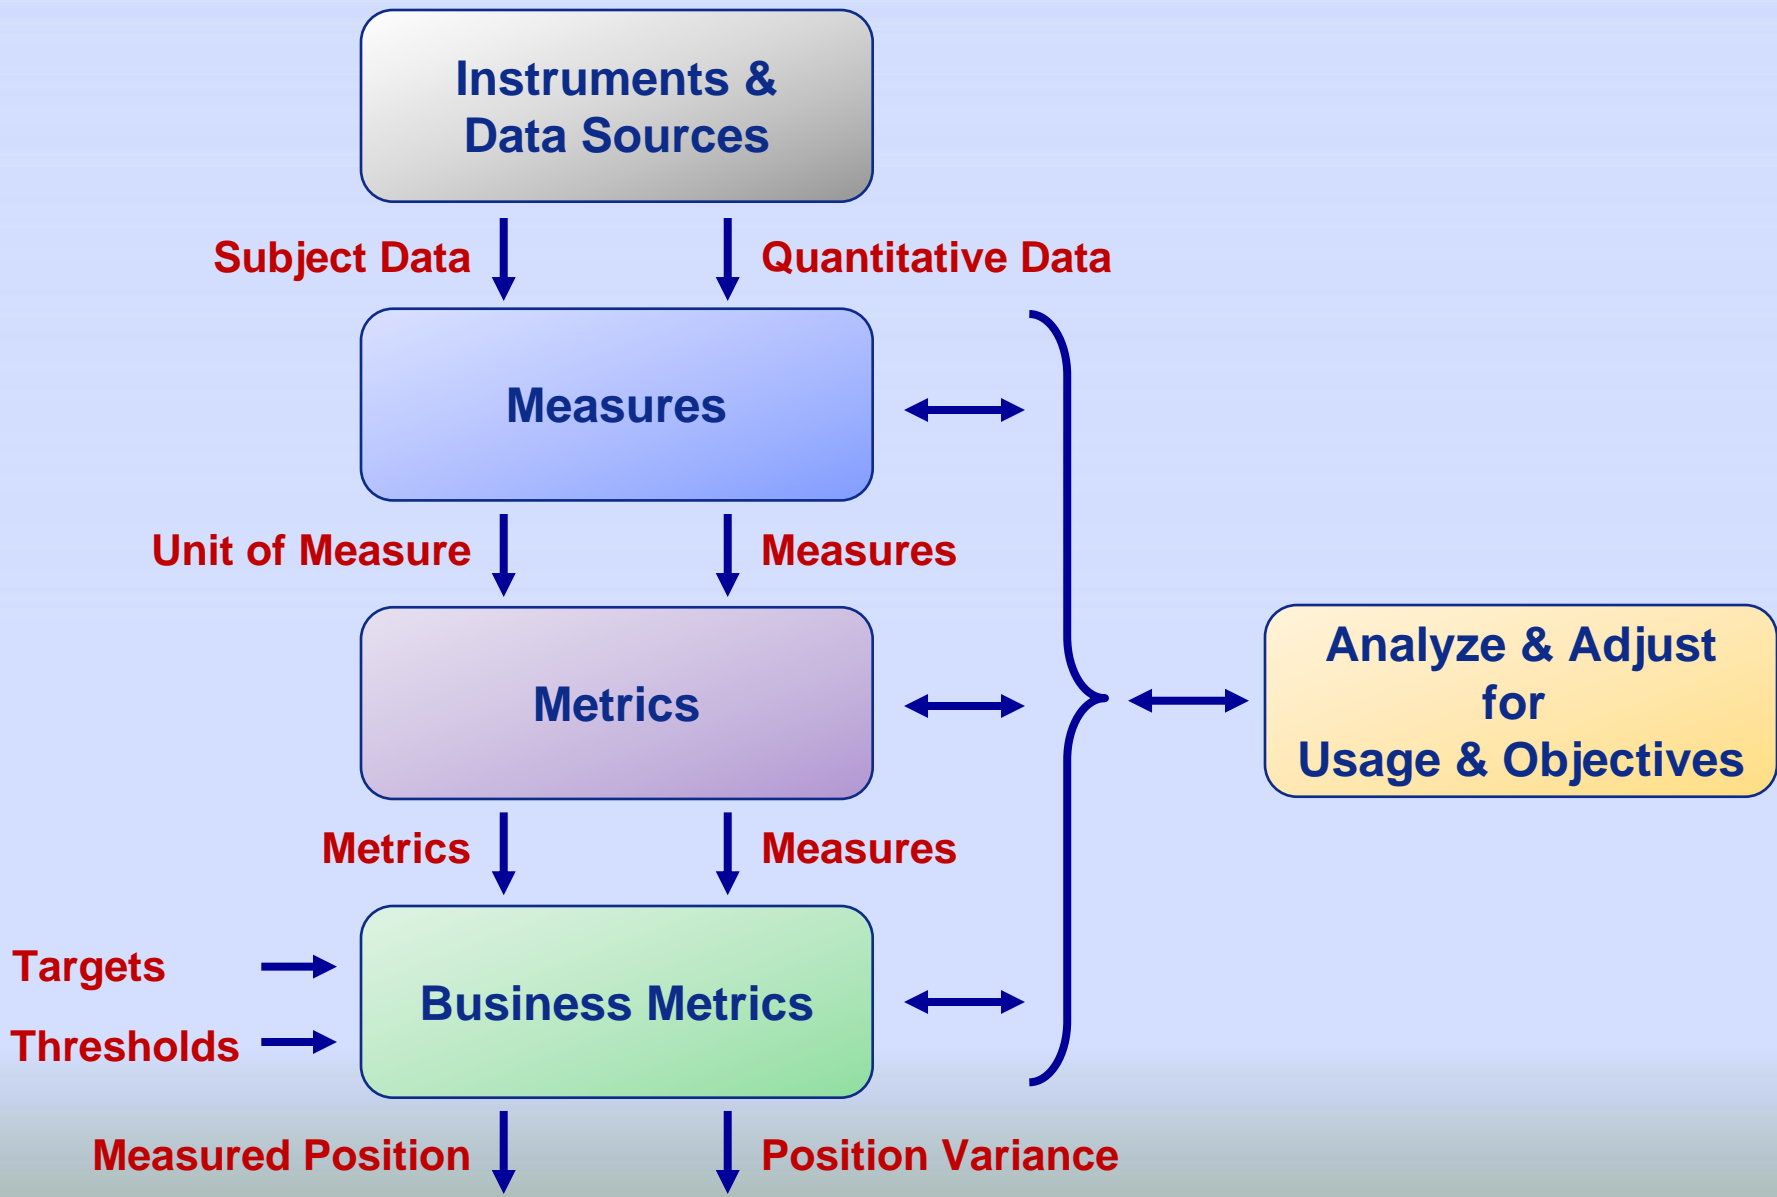 Instruments &
Data Sources
Subject Data
Quantitative Data
Measures
Unit of Measure
Measures
Metrics
Analyze & Adjust
for
Usage & Objectives
Metrics
Measures
Targets
Business Metrics
Thresholds
Measured Position
Position Variance